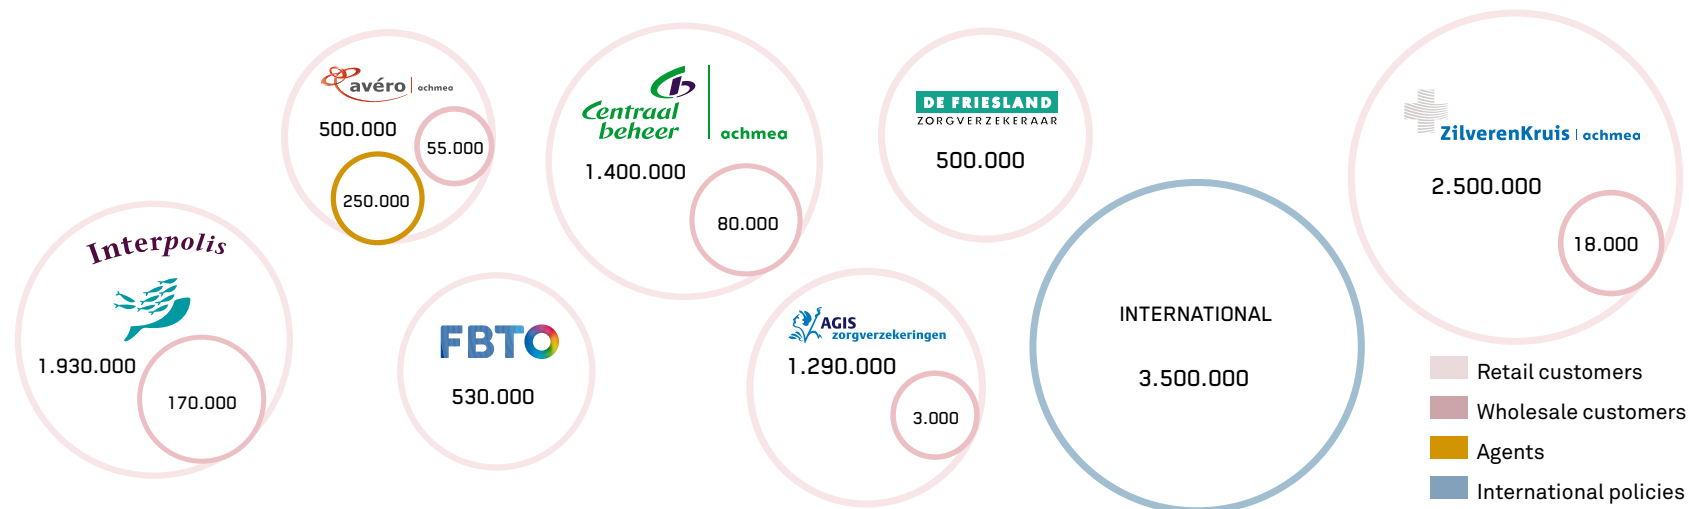 Interpolis
1.930.000
170.000
avéro achmea
500.000
55.000
250.000
FBTO
530.000
Centraal
beheer achmea
1.400.000
80.000
AGIS
zorgverzekeringen
1.290.000
3.000
DE FRIESLAND
ZORGVERZEKERAAR
500.000
INTERNATIONAL
3.500.000
ZilverenKruis achmea
2.500.000
18.000
Retail customers
Wholesale customers
Agents
International policies